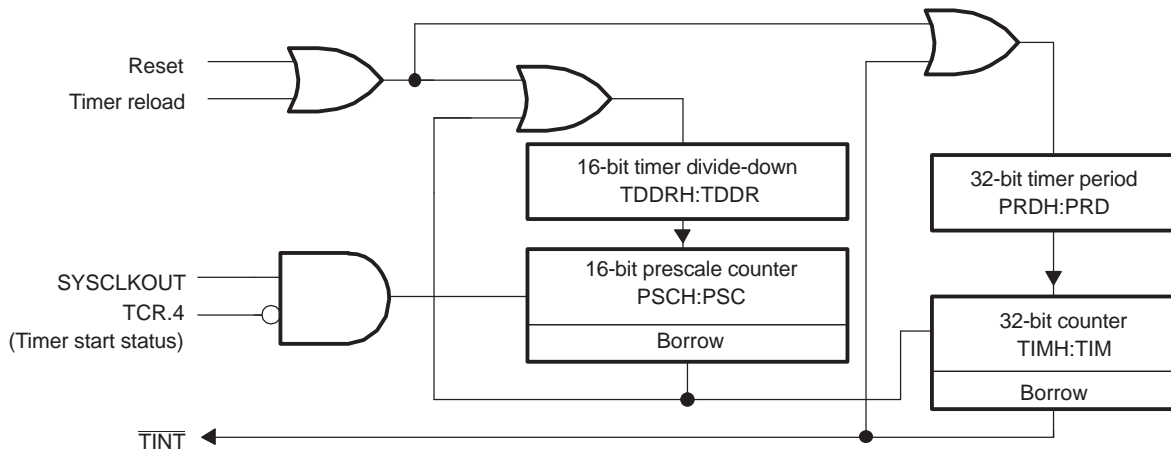 Reset
Timer reload
16-bit timer divide-down
TDDRH:TDDR
32-bit timer period
PRDH:PRD
SYSCLKOUT
TCR.4
(Timer start status)
16-bit prescale counter
PSCH:PSC
Borrow
32-bit counter
TIMH:TIM
Borrow
TINT